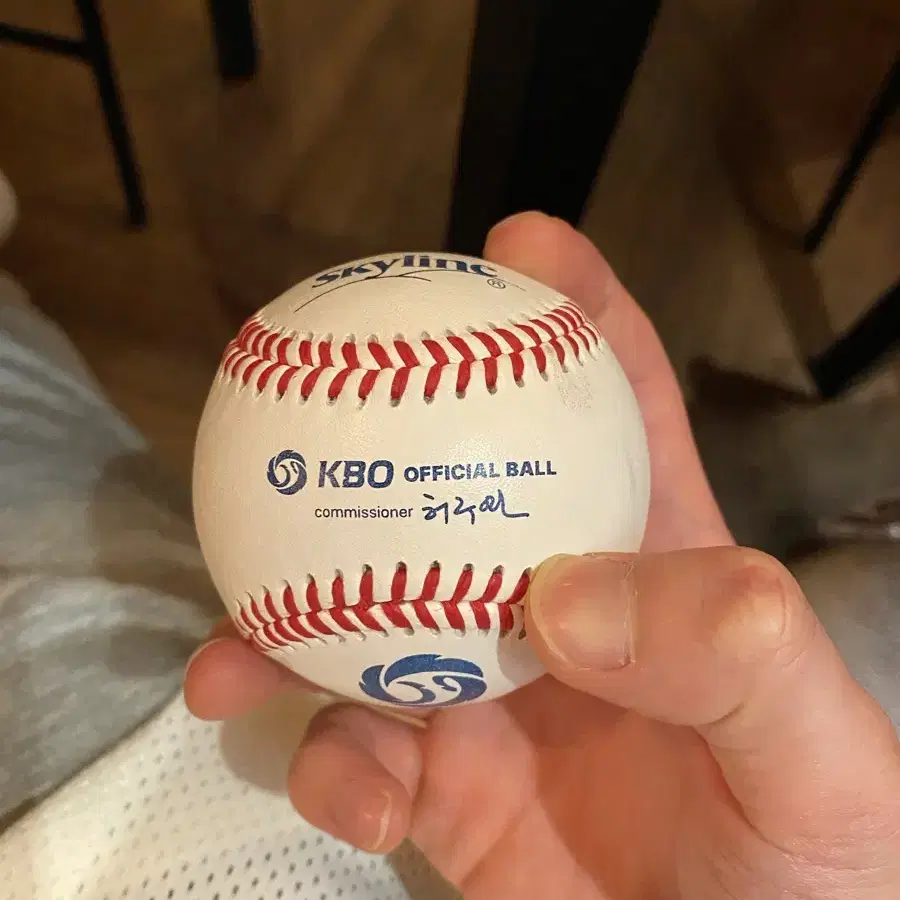 skyline ®
KBO OFFICIAL BALL
commissioner 허구연